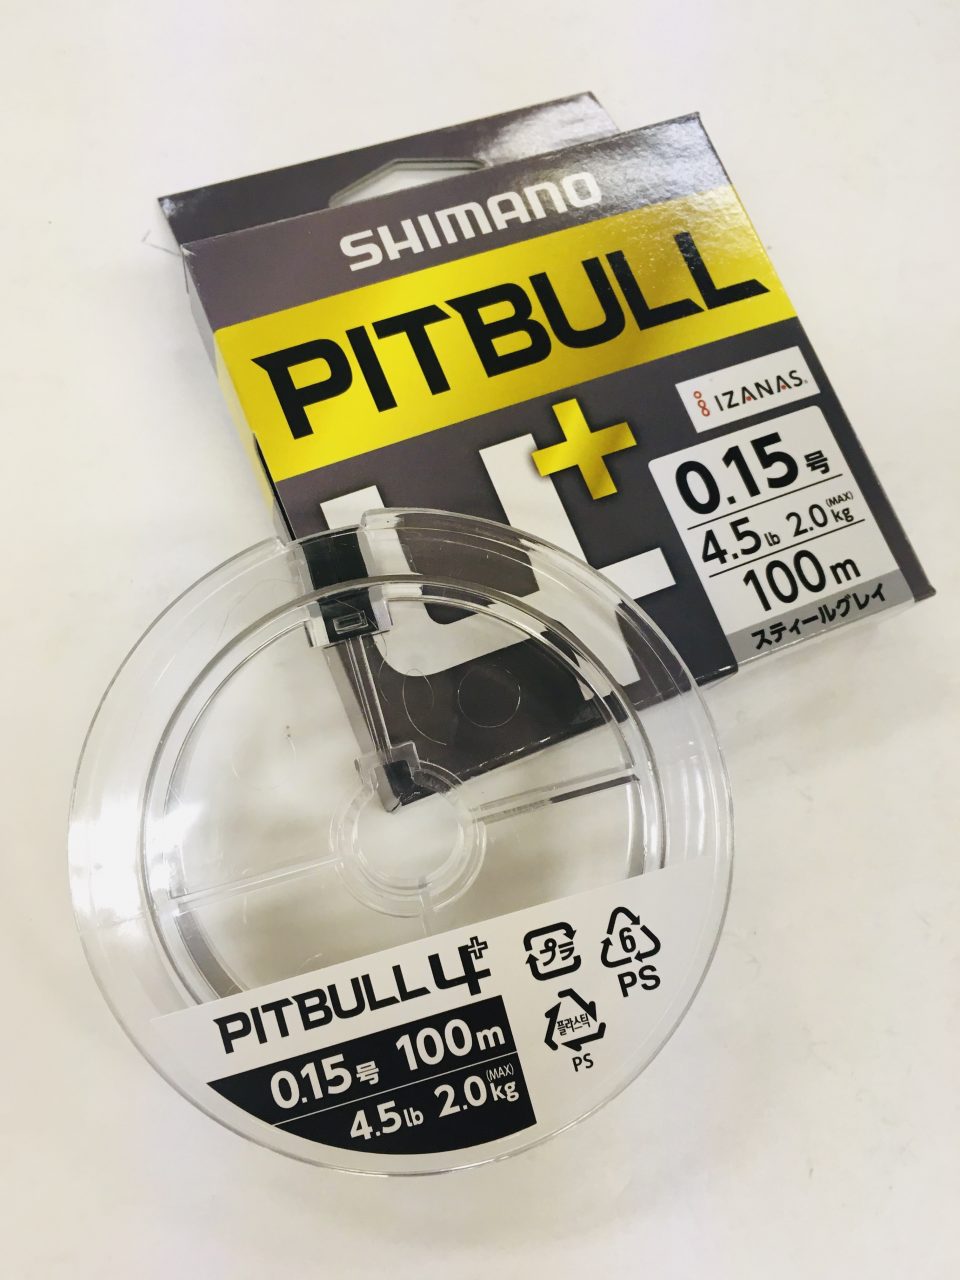 SHIMANO
PITBULL
4+
IZANAS
0.15号
4.5lb 2.0kg (MAX)
100m
スティールグレイ
PITBULL4+
0.15号 100m
4.5lb 2.0kg (MAX)
プラ
6
PS
플라스틱
PS